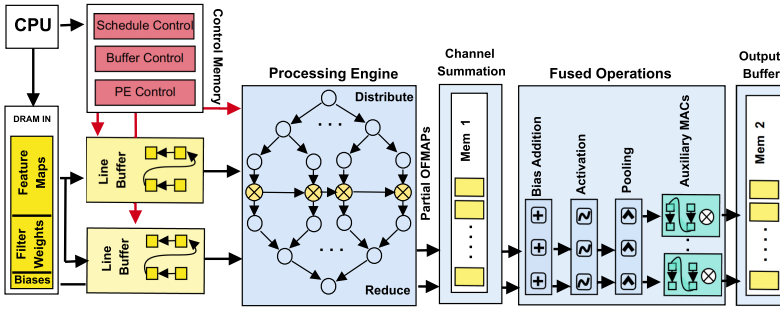 CPU
Schedule Control
Buffer Control
PE Control
Control Memory
DRAM IN
Feature
Maps
Filter
Weights
Biases
Line
Buffer
Line
Buffer
Processing Engine
Distribute
Reduce
Partial OFMAPs
Channel
Summation
Mem 1
Fused Operations
Bias Addition
Activation
Pooling
Auxiliary MACs
Output
Buffer
Mem 2